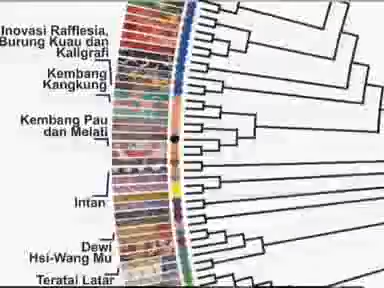 Inovasi Rafflesia,
Burung Kuau dan
Kaligrafi
Kembang
Kangkung
Kembang Pau
dan Melati
Intan
Dewi
Hsi-Wang Mu
Teratai Latar